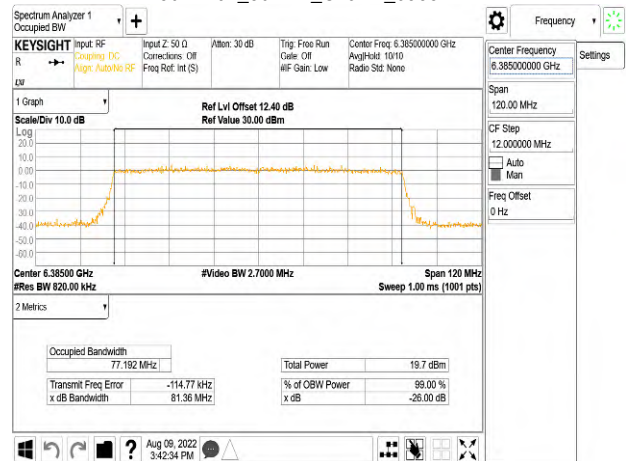 Spectrum Analyzer 1
Occupied BW
Frequency
KEYSIGHT
R
Input: RF
Coupling: DC
Align: Auto/No RF
Input Z: 50 Ω
Corrections: Off
Freq Ref: Int (S)
Atten: 30 dB
Trig: Free Run
Gate: Off
#IF Gain: Low
Center Freq: 6.385000000 GHz
Avg|Hold: 10/10
Radio Std: None
Center Frequency
6.385000000 GHz
Settings
Span
120.00 MHz
CF Step
12.000000 MHz
Auto
Man
Freq Offset
0 Hz
1 Graph
Scale/Div 10.0 dB
Ref Lvl Offset 12.40 dB
Ref Value 30.00 dBm
Log
20.0
10.0
0.00
-10.0
-20.0
-30.0
-40.0
-50.0
-60.0
Center 6.38500 GHz
#Video BW 2.7000 MHz
Span 120 MHz
#Res BW 820.00 kHz
Sweep 1.00 ms (1001 pts)
2 Metrics
Occupied Bandwidth
77.192 MHz
Total Power 19.7 dBm
Transmit Freq Error -114.77 kHz
% of OBW Power 99.00 %
x dB Bandwidth 81.36 MHz
x dB -26.00 dB
?
Aug 09, 2022
3:42:34 PM